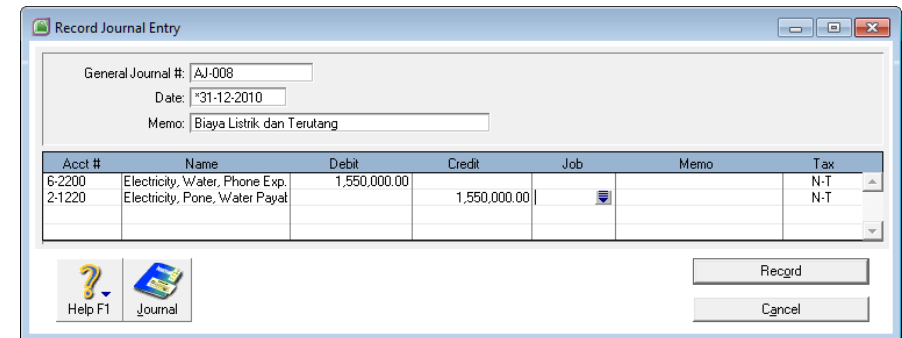 Record Journal Entry
General Journal #: AJ-008
Date: *31-12-2010
Memo: Biaya Listrik dan Terutang
Acct # Name Debit Credit Job Memo Tax
6-2200 Electricity, Water, Phone Exp. 1,550,000.00 N-T
2-1220 Electricity, Pone, Water Payab 1,550,000.00 N-T
Help F1 Journal
Record
Cancel